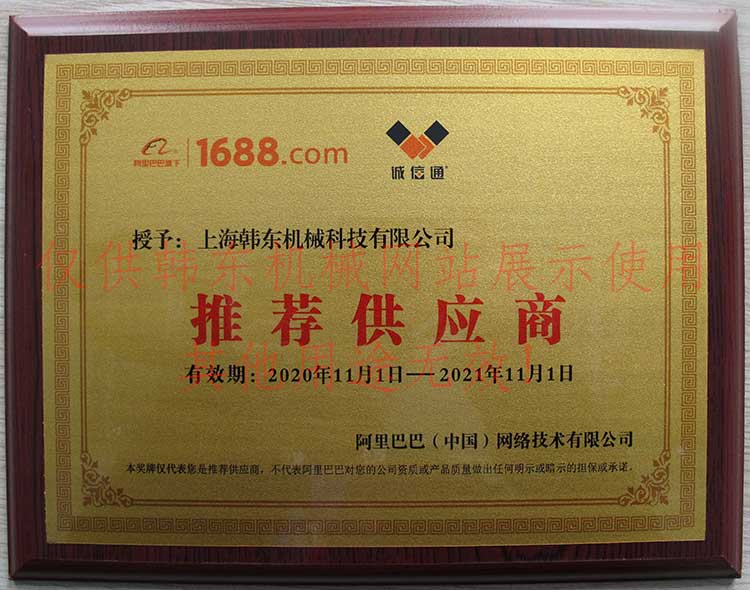 阿里巴巴旗下
1688.com
诚信通
授予：上海韩东机械科技有限公司
仅供韩东机械网站展示使用
推荐供应商
其他用途无效！
有效期：2020年11月1日——2021年11月1日
阿里巴巴（中国）网络技术有限公司
本奖牌仅代表您是推荐供应商，不代表阿里巴巴对您的公司资质或产品质量做出任何明示或暗示的担保或承诺。